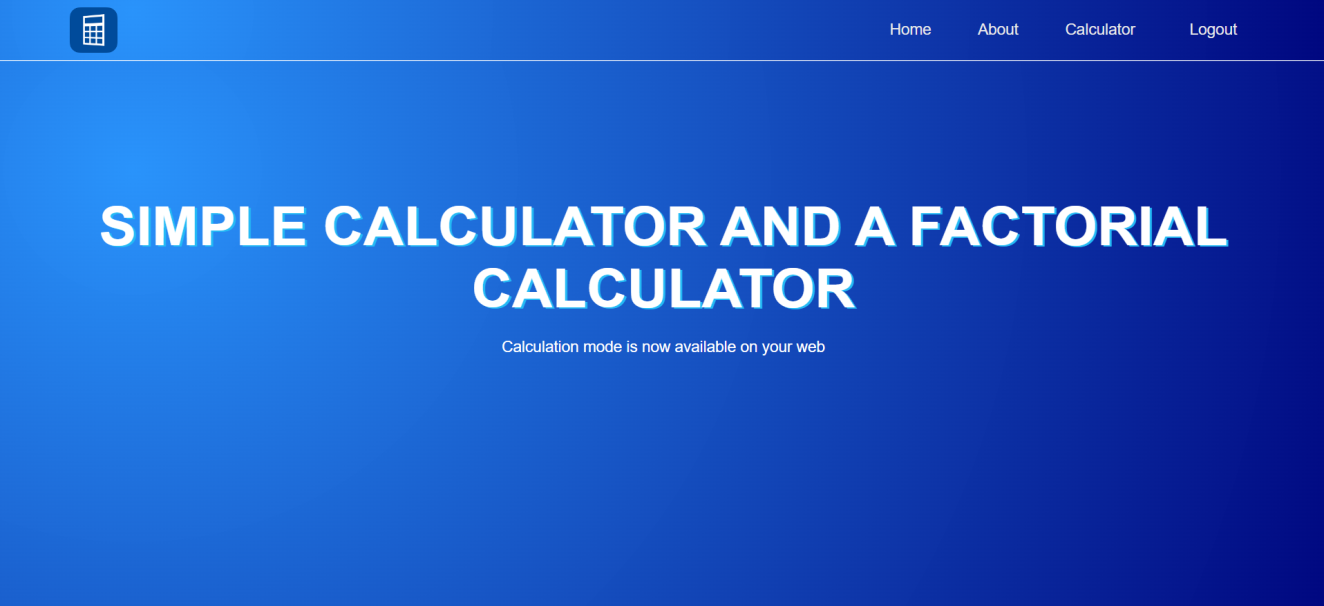 Home About Calculator Logout
SIMPLE CALCULATOR AND A FACTORIAL
CALCULATOR
Calculation mode is now available on your web